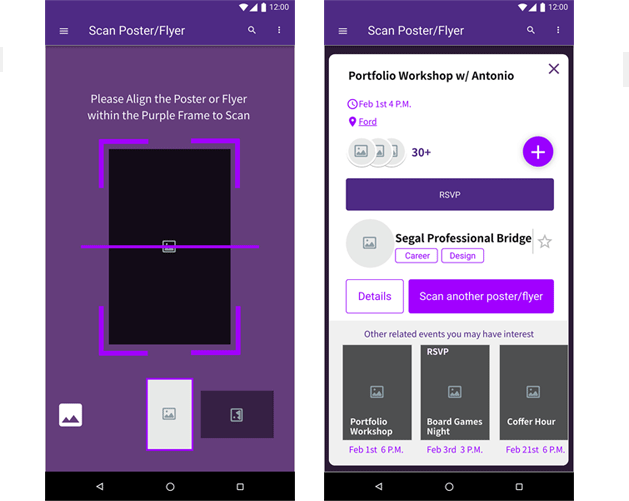 12:00
Scan Poster/Flyer
Please Align the Poster or Flyer
within the Purple Frame to Scan
12:00
Scan Poster/Flyer
Portfolio Workshop w/ Antonio
Feb 1st 4 P.M.
Ford
30+
RSVP
Segal Professional Bridge
Career Design
Details Scan another poster/flyer
Other related events you may have interest
Portfolio
Workshop
Feb 1st 6 P.M.
RSVP
Board Games
Night
Feb 3rd 3 P.M.
Coffer Hour
Feb 21st 6 P.M.